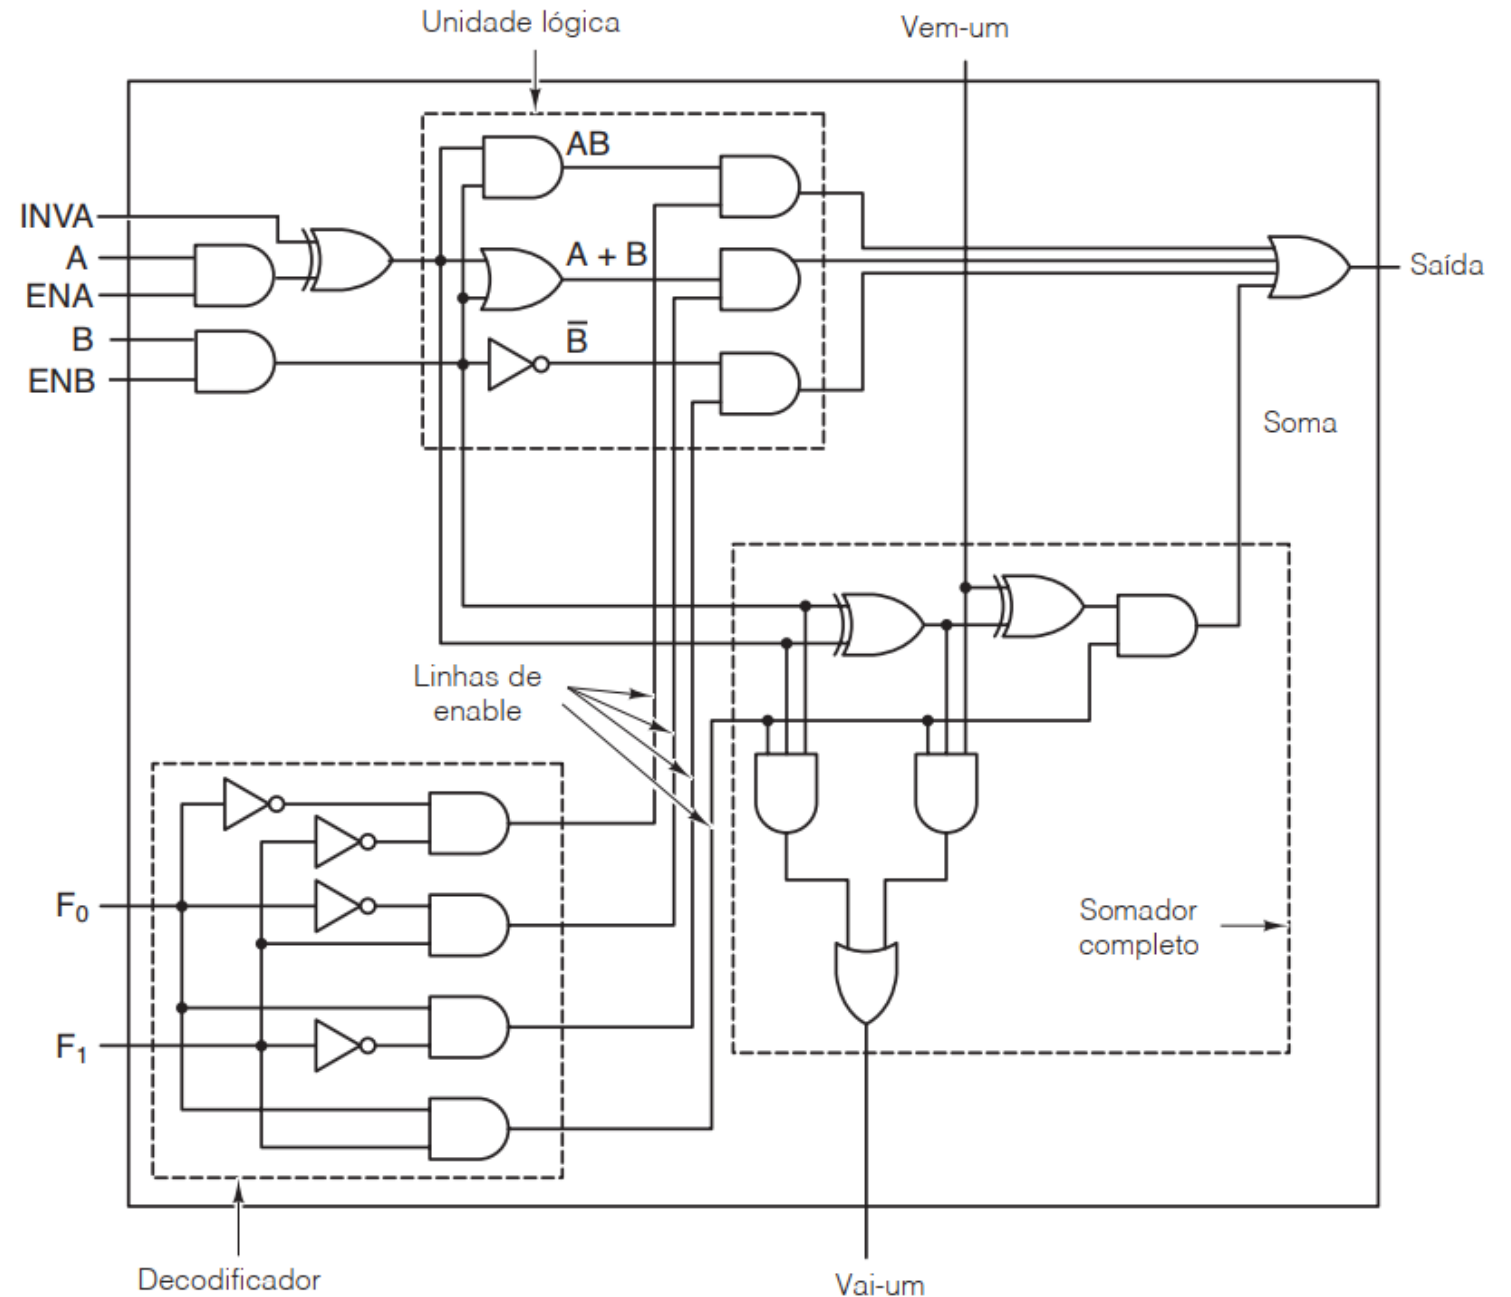 Unidade lógica
Vem-um
INVA
A
ENA
B
ENB
AB
A + B
B̅
Saída
Soma
Linhas de
enable
F₀
F₁
Somador
completo
Decodificador
Vai-um